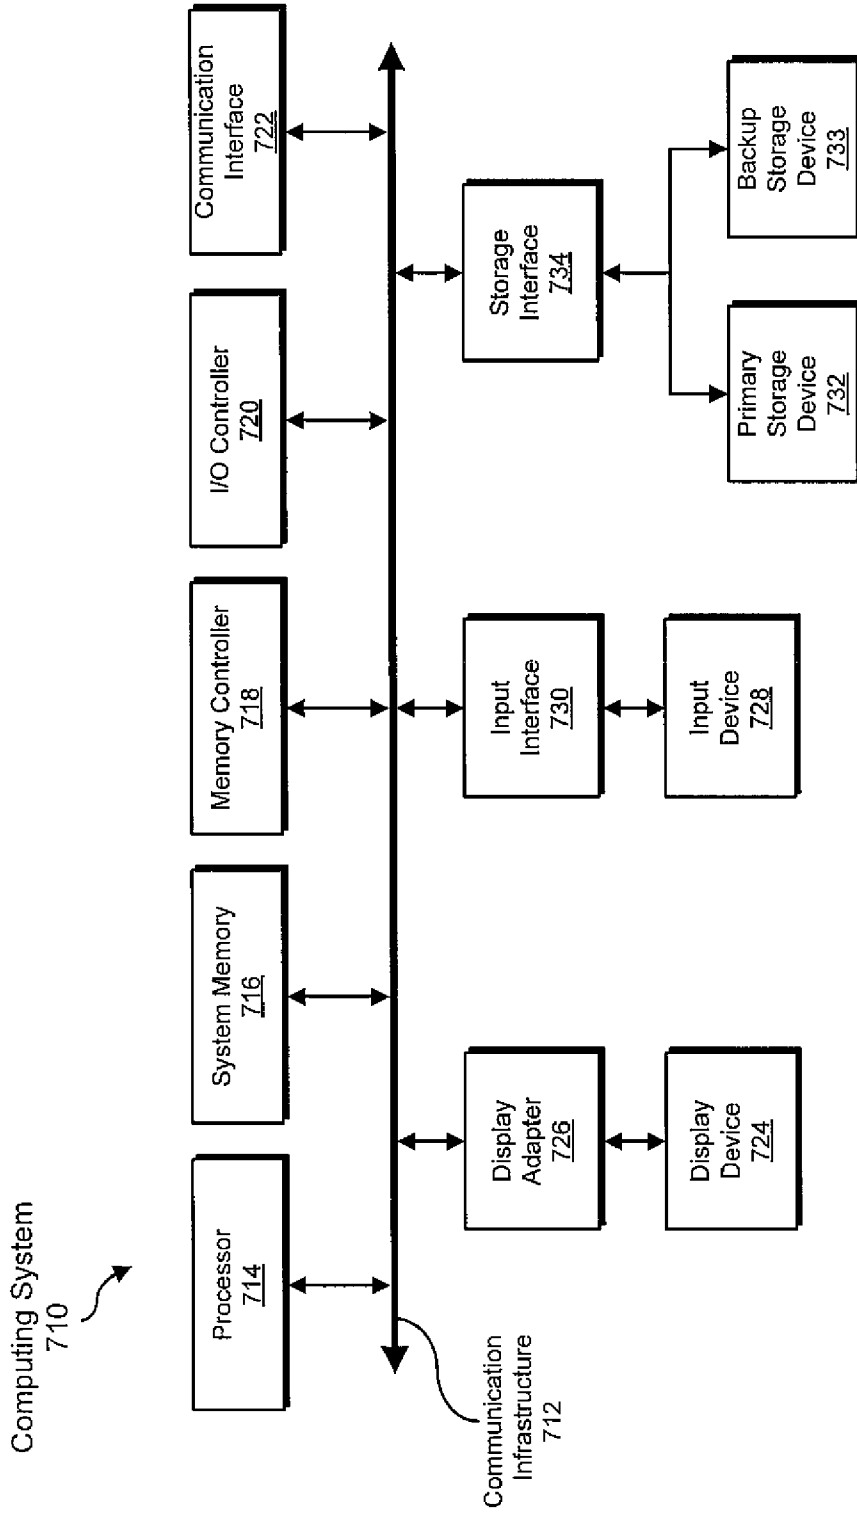 Computing System
710
Processor
714
System Memory
716
Memory Controller
718
I/O Controller
720
Communication
Interface
722
Communication
Infrastructure
712
Display
Adapter
726
Input
Interface
730
Storage
Interface
734
Display
Device
724
Input
Device
728
Primary
Storage
Device
732
Backup
Storage
Device
733